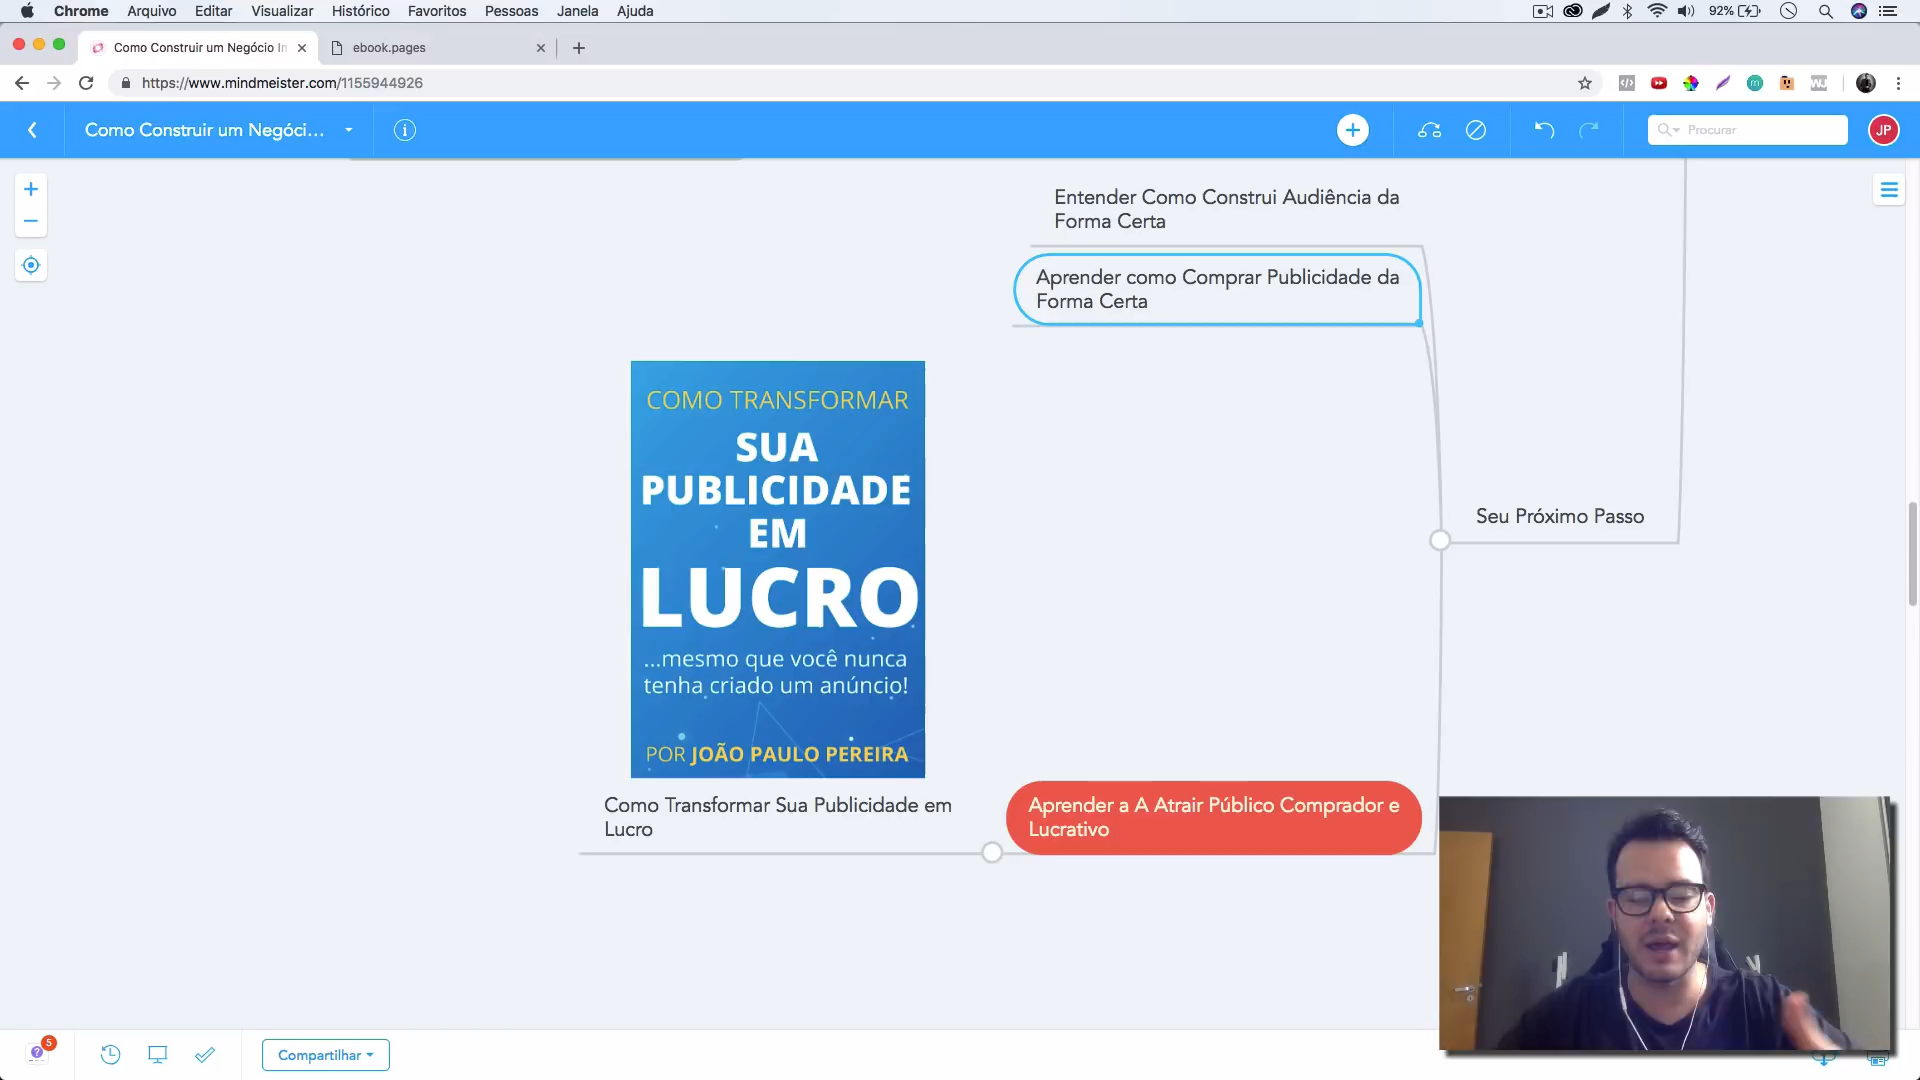 Chrome Arquivo Editar Visualizar Histórico Favoritos Pessoas Janela Ajuda
92%
Como Construir um Negócio
ebook.pages
https://www.mindmeister.com/1155944926
Como Construir um Negóci...
Procurar
JP
Entender Como Construi Audiência da
Forma Certa
Aprender como Comprar Publicidade da
Forma Certa
COMO TRANSFORMAR
SUA
PUBLICIDADE
EM
LUCRO
...mesmo que você nunca
tenha criado um anúncio!
POR JOÃO PAULO PEREIRA
Seu Próximo Passo
Como Transformar Sua Publicidade em
Lucro
Aprender a A Atrair Público Comprador e
Lucrativo
5
Compartilhar